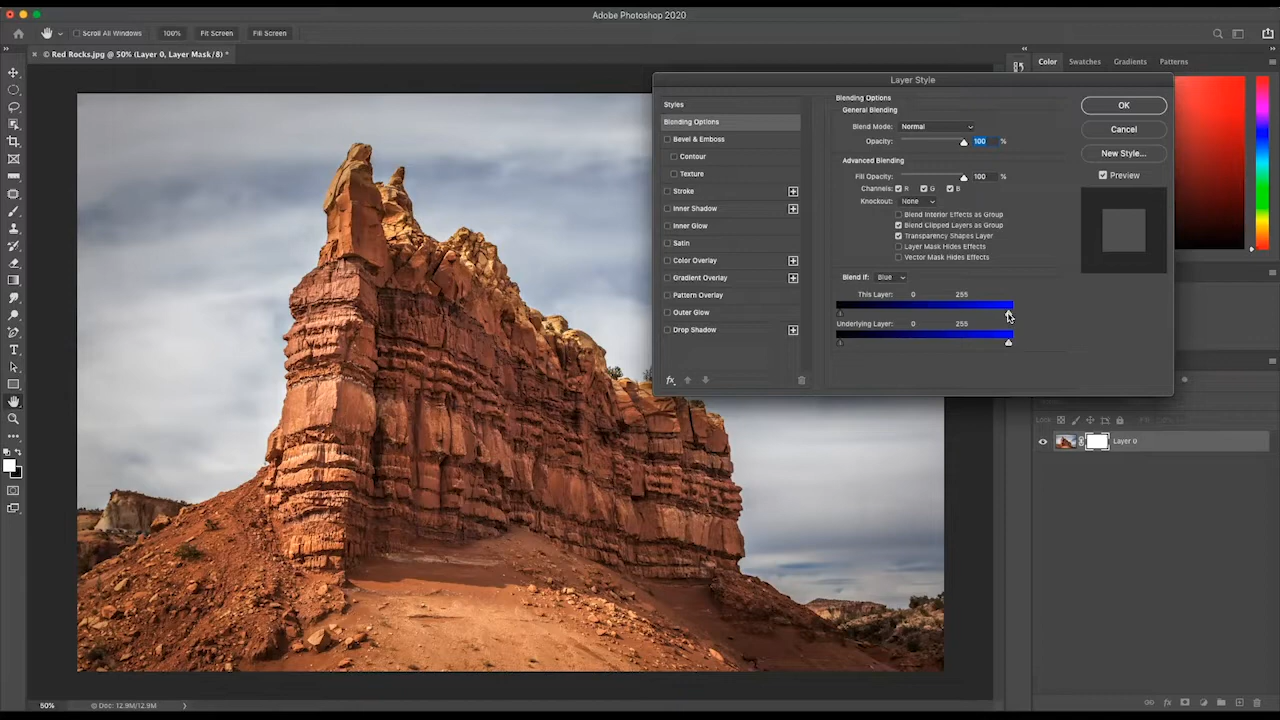 Adobe Photoshop 2020
Scroll All Windows 100% Fit Screen Fill Screen
× © Red Rocks.jpg @ 50% (Layer 0, Layer Mask/8) *
Color Swatches Gradients Patterns
Layer Style
Styles
Blending Options
Bevel & Emboss
Contour
Texture
Stroke
Inner Shadow
Inner Glow
Satin
Color Overlay
Gradient Overlay
Pattern Overlay
Outer Glow
Drop Shadow
fx
Blending Options
General Blending
Blend Mode: Normal
Opacity: 100 %
Advanced Blending
Fill Opacity: 100 %
Channels: R G B
Knockout: None
Blend Interior Effects as Group
Blend Clipped Layers as Group
Transparency Shapes Layer
Layer Mask Hides Effects
Vector Mask Hides Effects
Blend If: Blue
This Layer: 0 255
Underlying Layer: 0 255
OK
Cancel
New Style...
Preview
Lock:
Layer 0
50% Doc: 12.9M/12.9M
fx